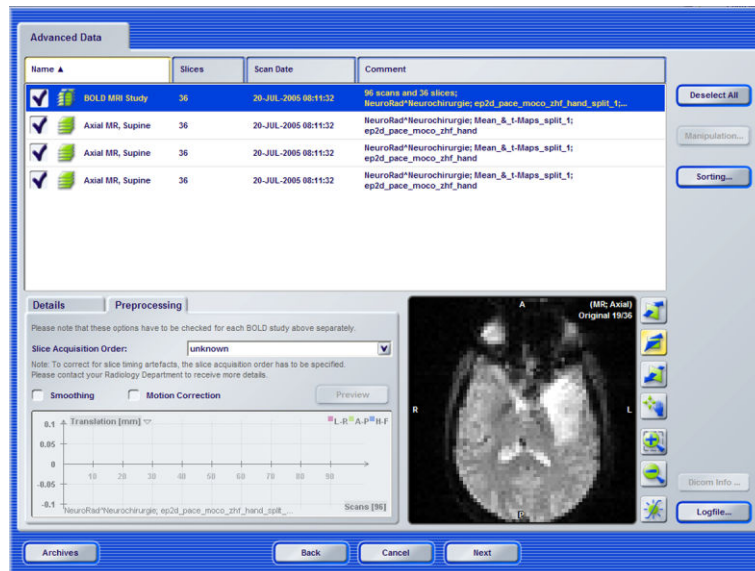 Advanced Data
Name ▲ Slices Scan Date Comment
BOLD MRI Study 36 20-JUL-2005 08:11:32 96 scans and 36 slices;
NeuroRad*Neurochirurgie; ep2d_pace_moco_zhf_hand_split_1;...
Axial MR, Supine 36 20-JUL-2005 08:11:32 NeuroRad*Neurochirurgie; Mean_&_t-Maps_split_1;
ep2d_pace_moco_zhf_hand
Axial MR, Supine 36 20-JUL-2005 08:11:32 NeuroRad*Neurochirurgie; Mean_&_t-Maps_split_1;
ep2d_pace_moco_zhf_hand
Axial MR, Supine 36 20-JUL-2005 08:11:32 NeuroRad*Neurochirurgie; Mean_&_t-Maps_split_1;
ep2d_pace_moco_zhf_hand
Deselect All
Manipulation...
Sorting...
Details Preprocessing
Please note that these options have to be checked for each BOLD study above separately.
Slice Acquisition Order: unknown
Note: To correct for slice timing artefacts, the slice acquisition order has to be specified.
Please contact your Radiology Department to receive more details.
Smoothing Motion Correction Preview
Translation [mm] L-R A-P H-F
0.1
0.05
0
-0.05
-0.1
10 20 30 40 50 60 70 80 90
Scans [96]
NeuroRad*Neurochirurgie; ep2d_pace_moco_zhf_hand_split_...
A (MR; Axial)
Original 19/36
R L
P
Dicom Info ...
Logfile...
Archives Back Cancel Next